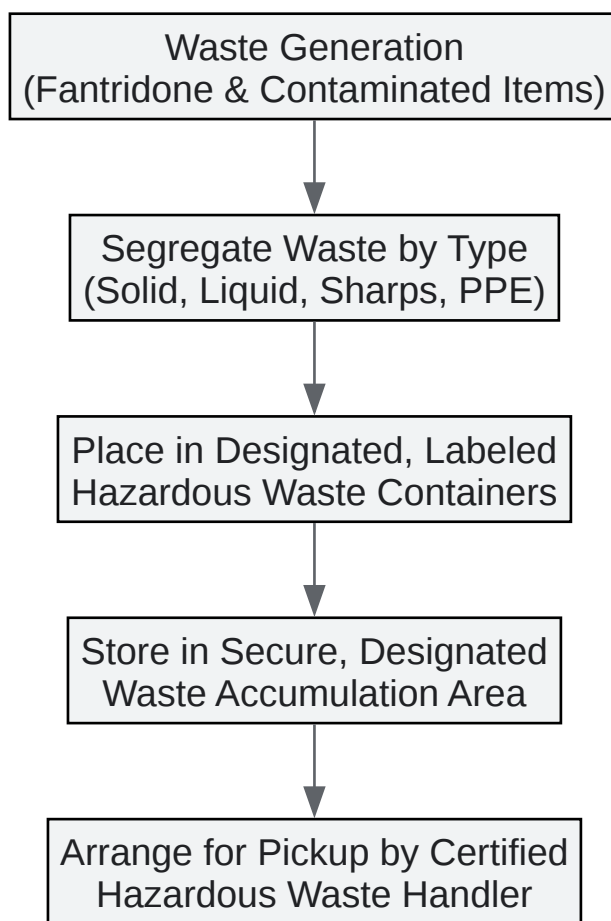 Waste Generation
(Fantridone & Contaminated Items)
Segregate Waste by Type
(Solid, Liquid, Sharps, PPE)
Place in Designated, Labeled
Hazardous Waste Containers
Store in Secure, Designated
Waste Accumulation Area
Arrange for Pickup by Certified
Hazardous Waste Handler